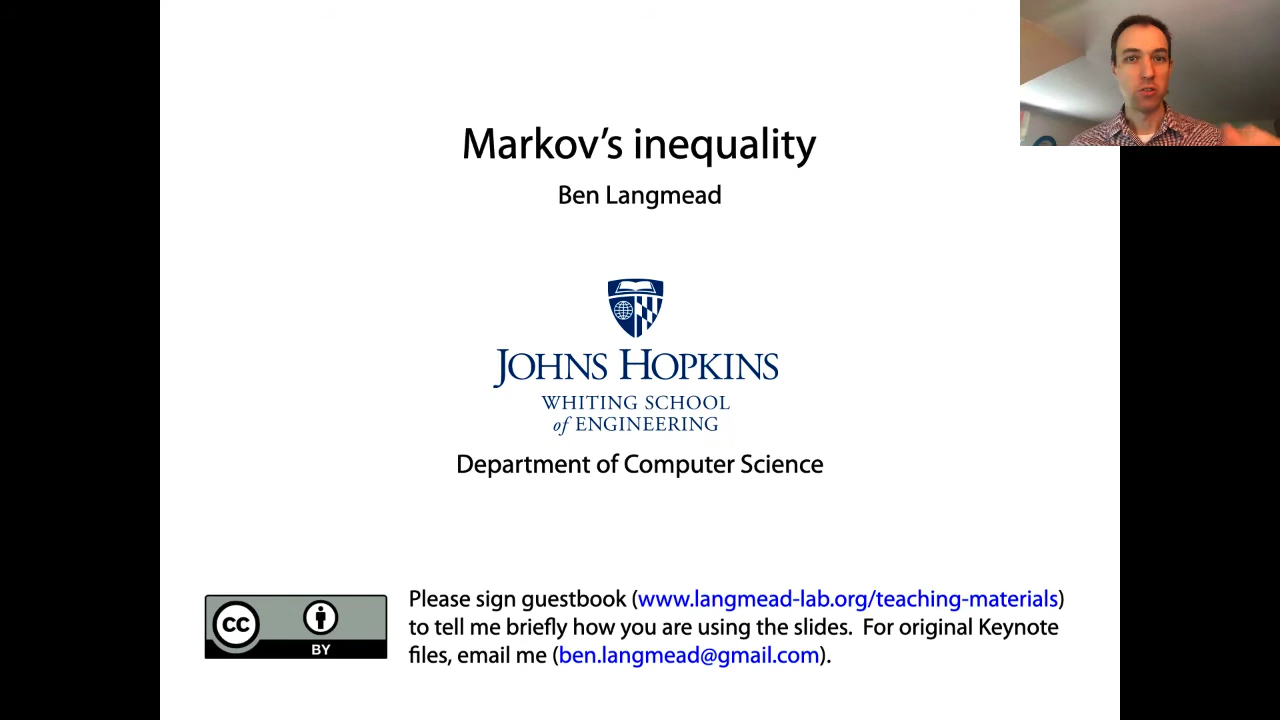 Markov’s inequality
Ben Langmead
JOHNS HOPKINS
WHITING SCHOOL
of ENGINEERING
Department of Computer Science
CC
BY
Please sign guestbook (www.langmead-lab.org/teaching-materials)
to tell me briefly how you are using the slides.  For original Keynote
files, email me (ben.langmead@gmail.com).